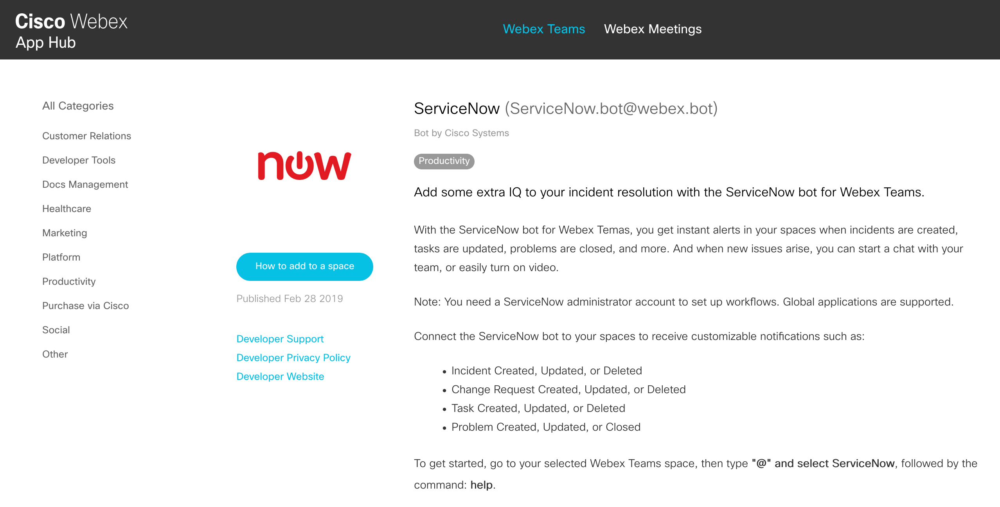 Cisco Webex
App Hub
Webex Teams
Webex Meetings
All Categories
Customer Relations
Developer Tools
Docs Management
Healthcare
Marketing
Platform
Productivity
Purchase via Cisco
Social
Other
now
How to add to a space
Published Feb 28 2019
Developer Support
Developer Privacy Policy
Developer Website
ServiceNow (ServiceNow.bot@webex.bot)
Bot by Cisco Systems
Productivity
Add some extra IQ to your incident resolution with the ServiceNow bot for Webex Teams.
With the ServiceNow bot for Webex Temas, you get instant alerts in your spaces when incidents are created,
tasks are updated, problems are closed, and more. And when new issues arise, you can start a chat with your
team, or easily turn on video.
Note: You need a ServiceNow administrator account to set up workflows. Global applications are supported.
Connect the ServiceNow bot to your spaces to receive customizable notifications such as:
• Incident Created, Updated, or Deleted
• Change Request Created, Updated, or Deleted
• Task Created, Updated, or Deleted
• Problem Created, Updated, or Closed
To get started, go to your selected Webex Teams space, then type "@" and select ServiceNow, followed by the
command: help.